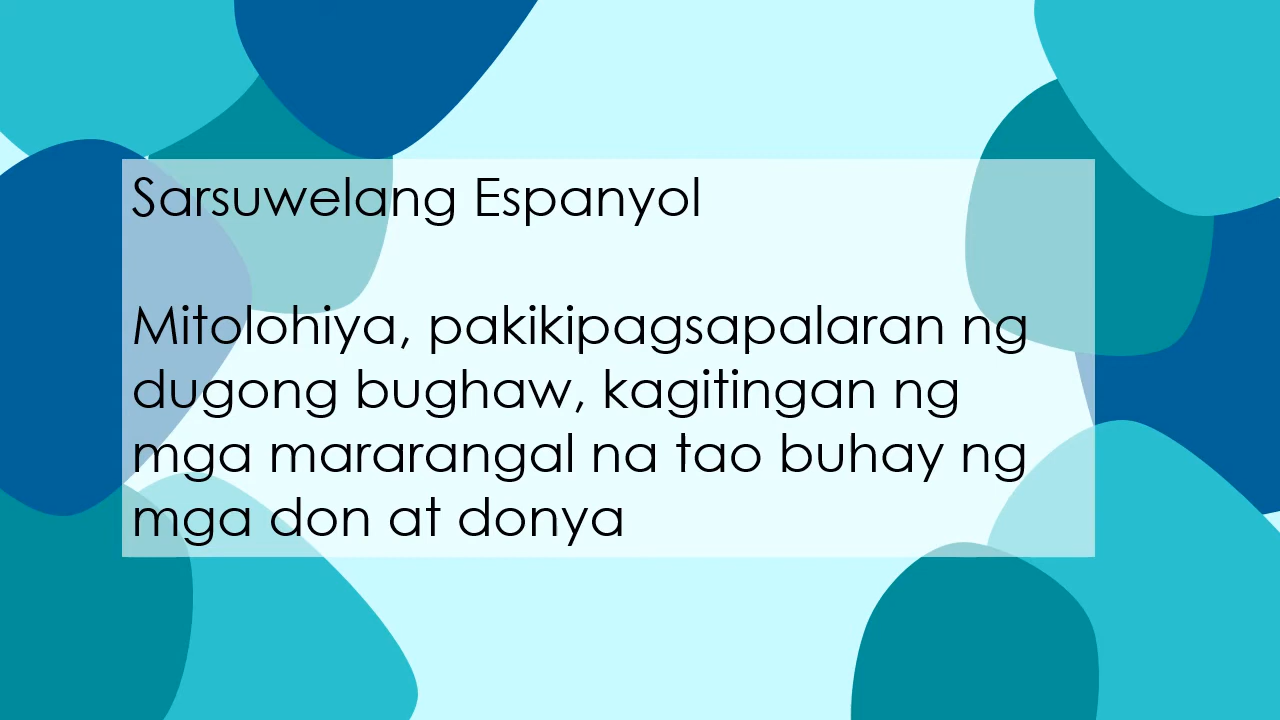 Sarsuwelang Espanyol
Mitolohiya, pakikipagsapalaran ng
dugong bughaw, kagitingan ng
mga mararangal na tao buhay ng
mga don at donya